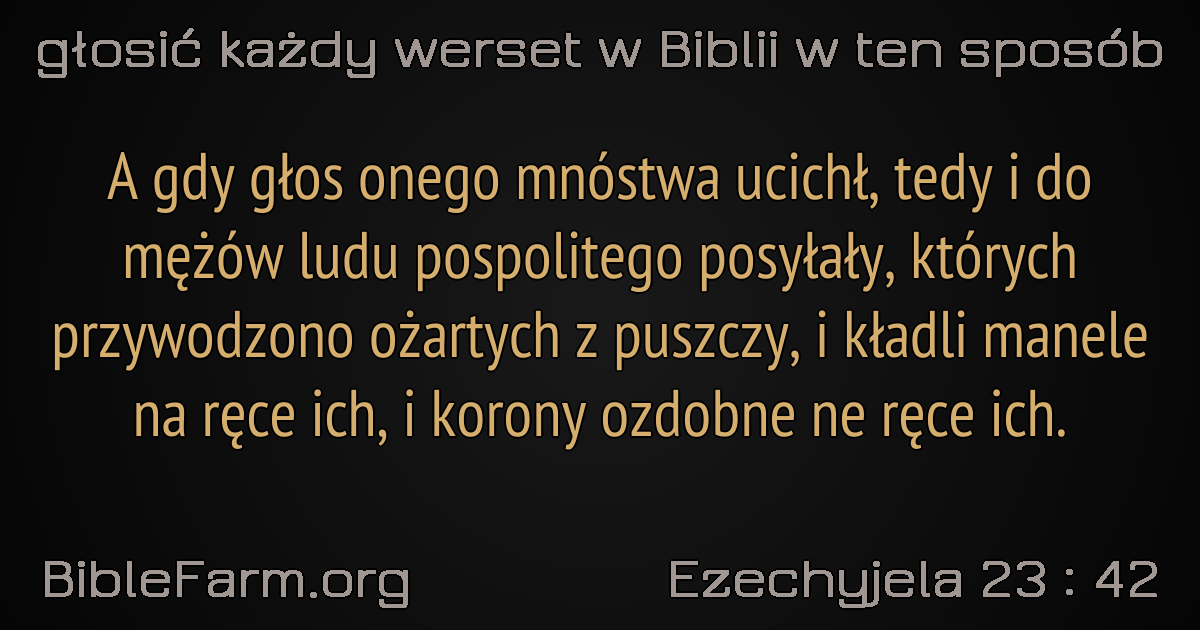 głosić każdy werset w Biblii w ten sposób
A gdy głos onego mnóstwa ucichł, tedy i do
mężów ludu pospolitego posyłały, których
przywodzono ożartych z puszczy, i kładli manele
na ręce ich, i korony ozdobne ne ręce ich.
BibleFarm.org
Ezechyjela 23 : 42